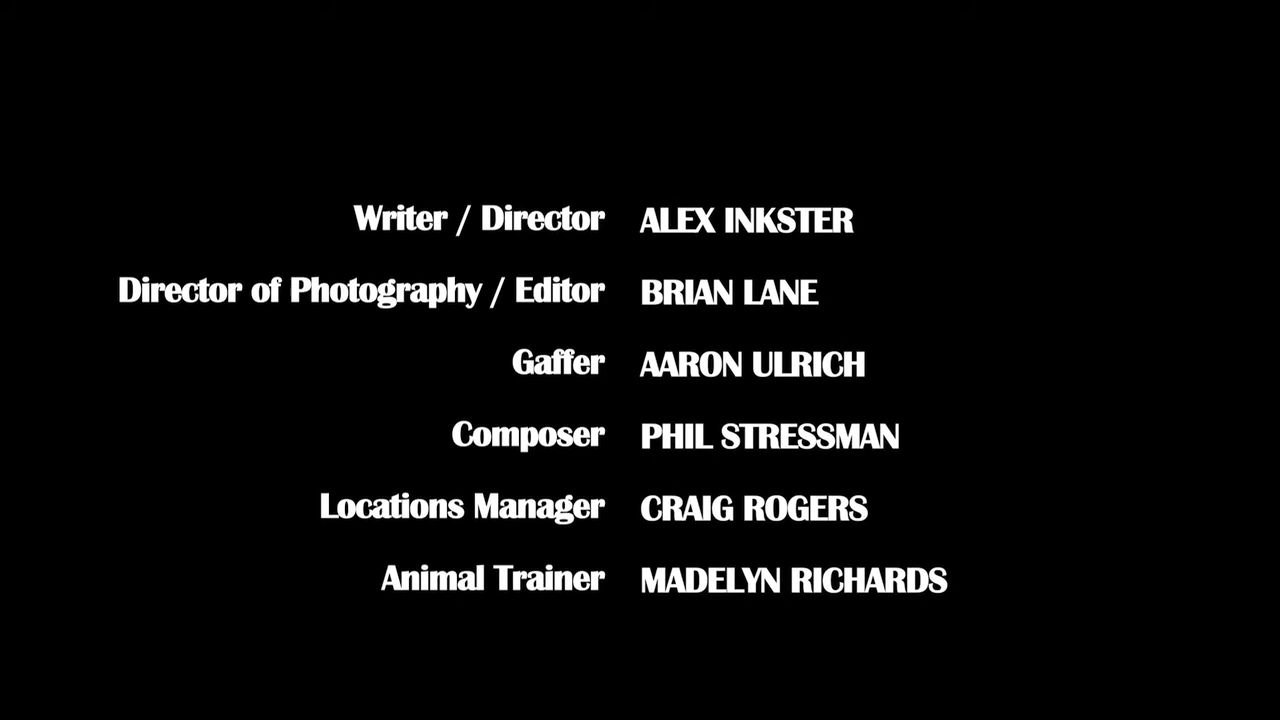 Writer / Director ALEX INKSTER
Director of Photography / Editor BRIAN LANE
Gaffer AARON ULRICH
Composer PHIL STRESSMAN
Locations Manager CRAIG ROGERS
Animal Trainer MADELYN RICHARDS